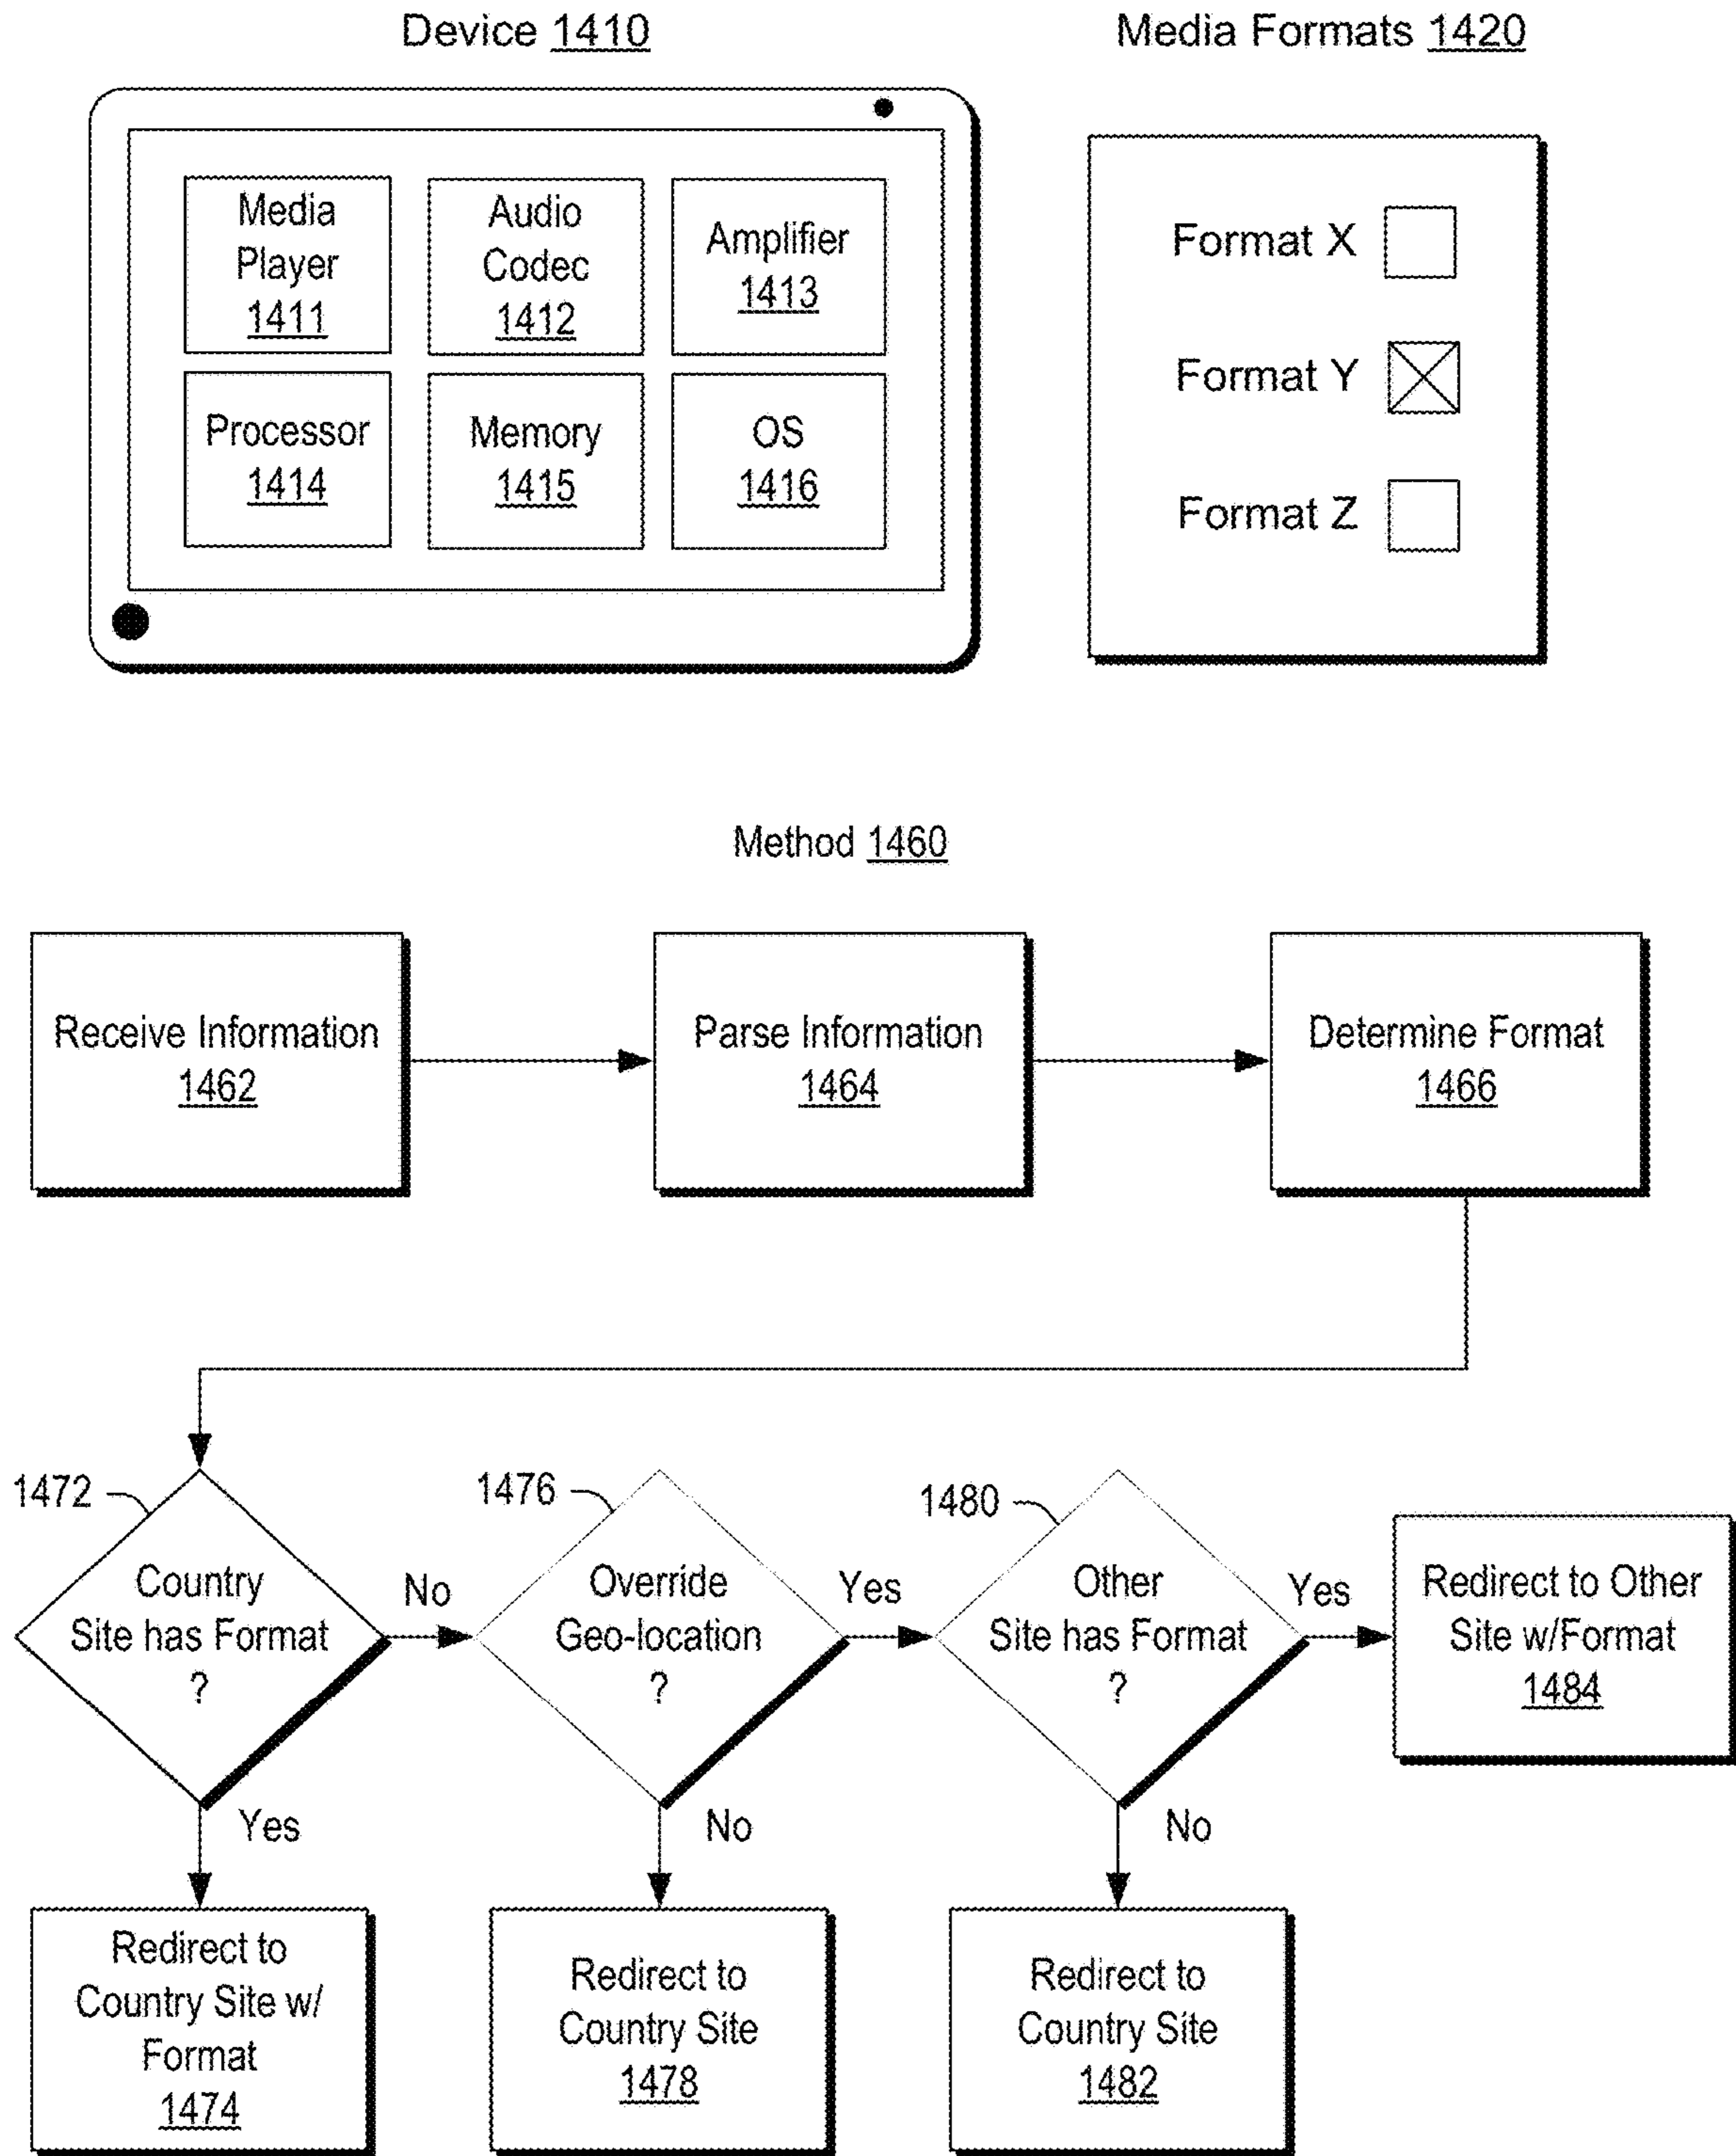 Device 1410
Media Formats 1420
Media
Player
1411
Audio
Codec
1412
Amplifier
1413
Processor
1414
Memory
1415
OS
1416
Format X
Format Y
Format Z
Method 1460
Receive Information
1462
Parse Information
1464
Determine Format
1466
1472
Country
Site has Format
?
No
Yes
1476
Override
Geo-location
?
Yes
No
1480
Other
Site has Format
?
Yes
No
Redirect to Other
Site w/Format
1484
Redirect to
Country Site w/
Format
1474
Redirect to
Country Site
1478
Redirect to
Country Site
1482